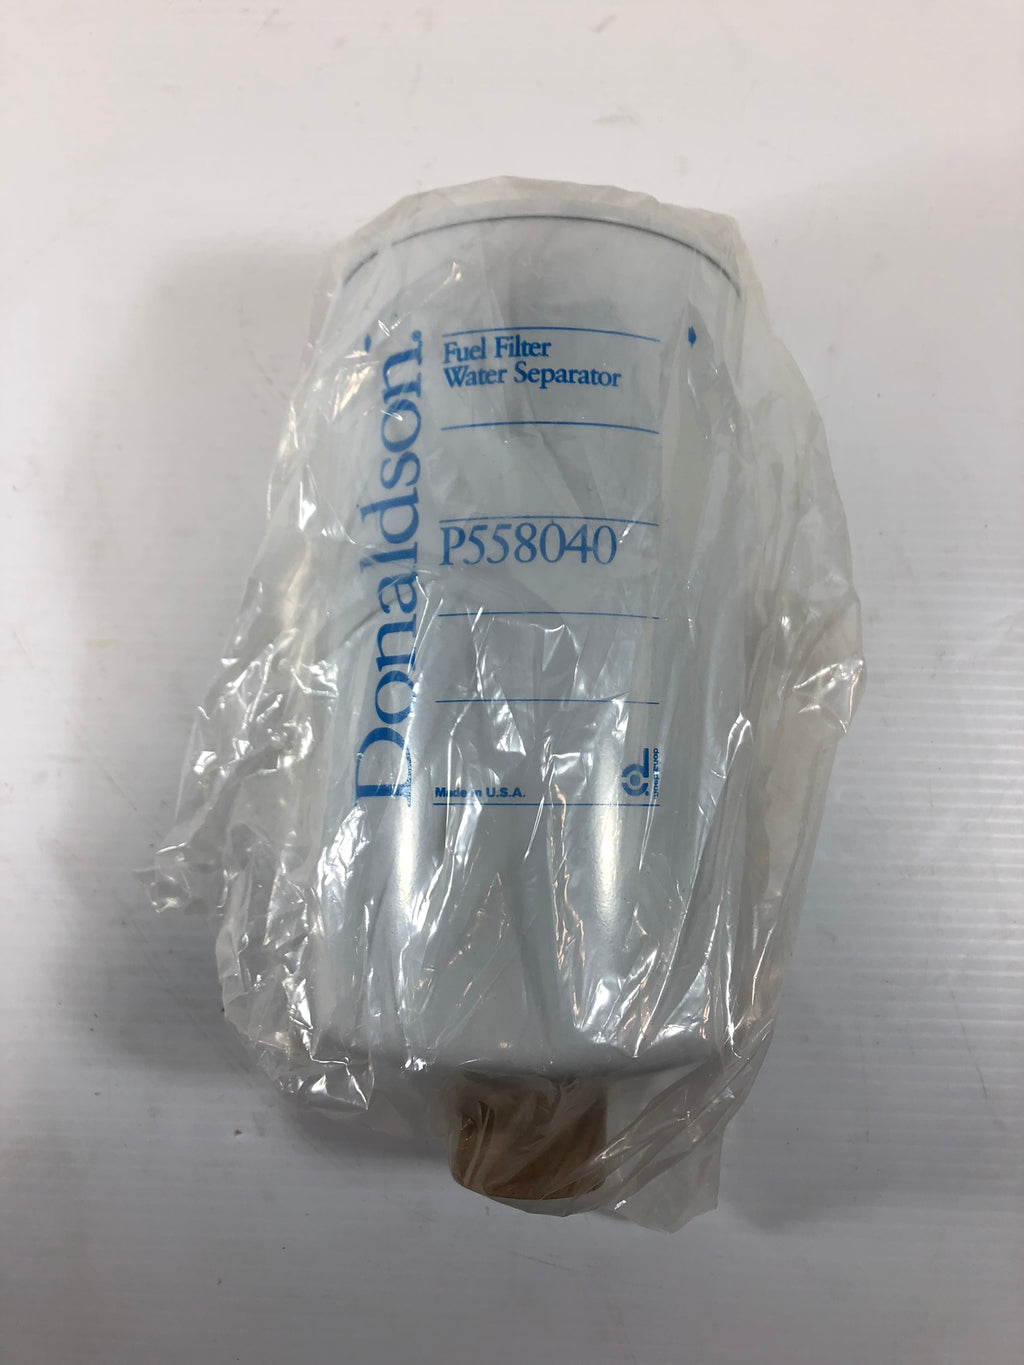 Donaldson.
Fuel Filter
Water Separator
P558040
Made in U.S.A.